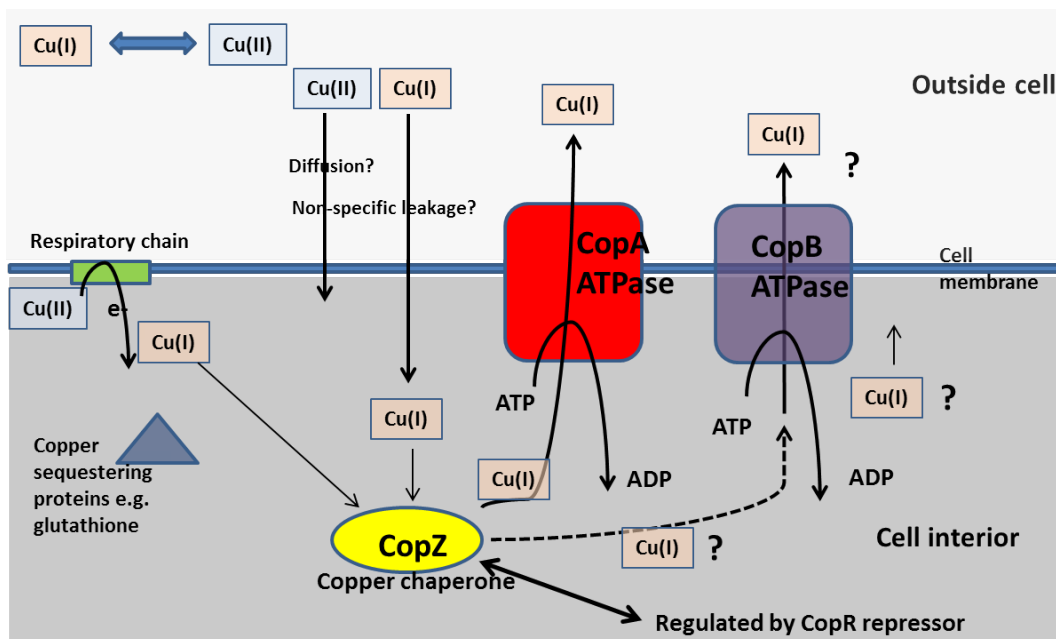 Cu(I)
Cu(II)
Cu(II)
Cu(I)
Cu(I)
Cu(I)
Outside cell
?
Diffusion?
Non-specific leakage?
Respiratory chain
CopA
ATPase
CopB
ATPase
Cell
membrane
Cu(II)
e-
Cu(I)
Cu(I)
ATP
ATP
Cu(I)
?
Copper
sequestering
proteins e.g.
glutathione
Cu(I)
ADP
ADP
CopZ
Copper chaperone
Cu(I)
?
Cell interior
Regulated by CopR repressor